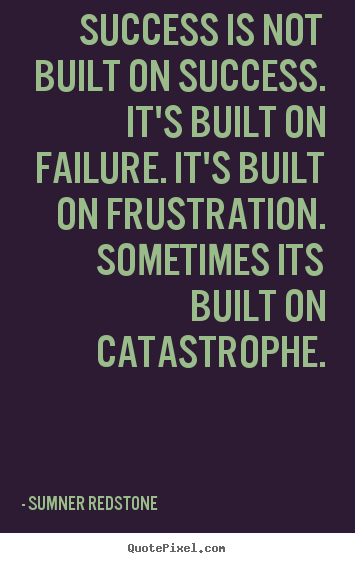 SUCCESS IS NOT
BUILT ON SUCCESS.
IT'S BUILT ON
FAILURE. IT'S BUILT
ON FRUSTRATION.
SOMETIMES ITS
BUILT ON
CATASTROPHE.
- SUMNER REDSTONE
QuotePixel.com